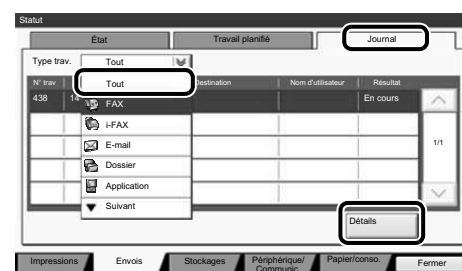 Statut
État Travail planifié Journal
Type trav. Tout
N° trav Destination Nom d'utilisateur Résultat
Tout
438 14 En cours
FAX
i-FAX
E-mail
1/1
Dossier
Application
Suivant
Détails
Impressions Envois Stockages Périphérique/ Communic. Papier/conso. Fermer